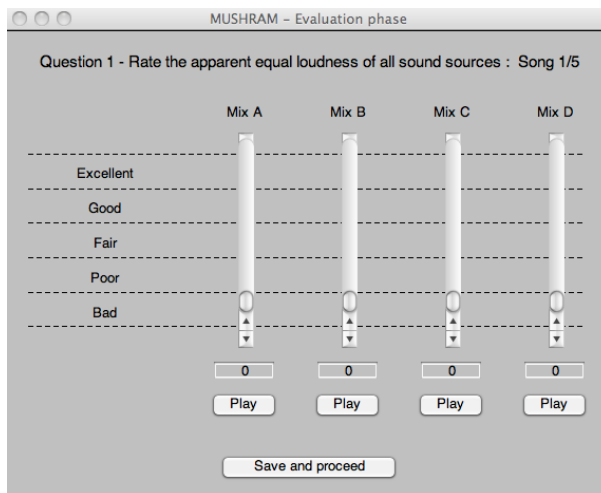 MUSHRAM - Evaluation phase
Question 1 - Rate the apparent equal loudness of all sound sources : Song 1/5
Mix A Mix B Mix C Mix D
Excellent
Good
Fair
Poor
Bad
0 0 0 0
Play Play Play Play
Save and proceed